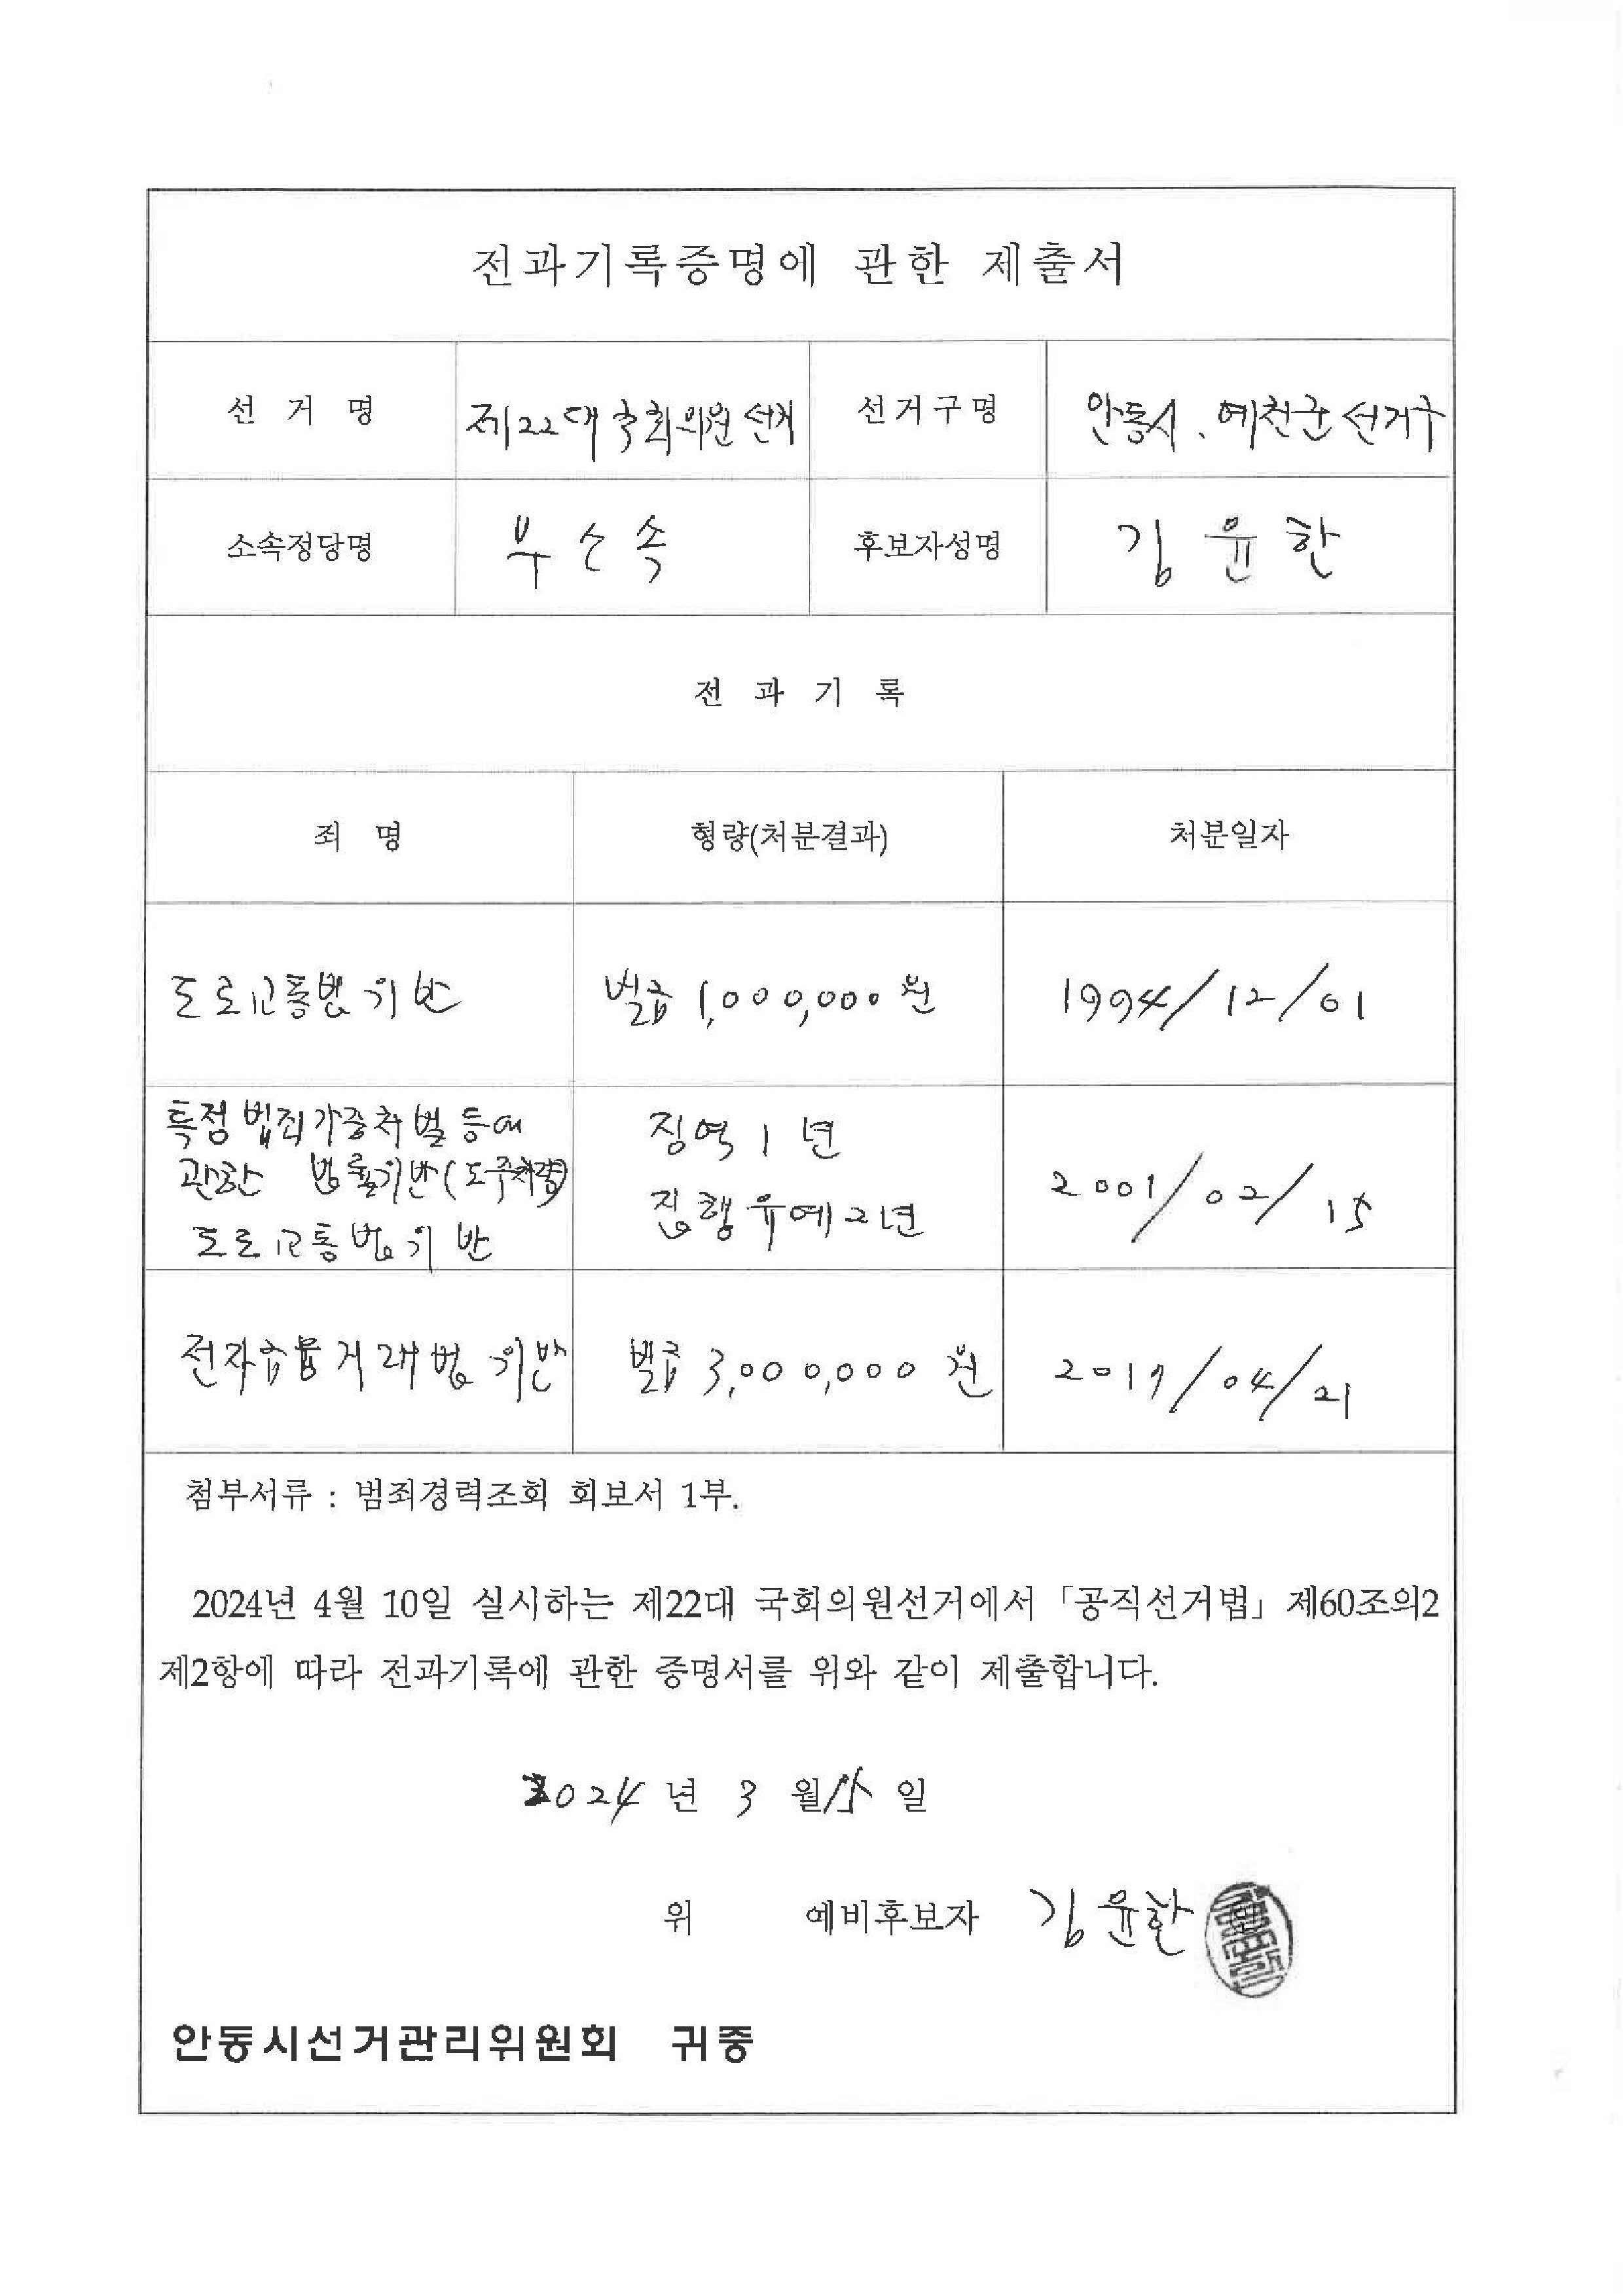 전과기록증명에 관한 제출서
선 거 명 제22대 국회의원 선거 선거구명 안동시、예천군 선거구
소속정당명 무소속 후보자성명 김윤한
전 과 기 록
죄 명 형량(처분결과) 처분일자
도로교통법위반 벌금 1,000,000원 1994/12/01
특정범죄가중처벌등에
관한 법률위반(도주차량)
도로교통법위반
징역 1 년
집행유예 2년
2001/02/15
전자금융거래법위반 벌금 3,000,000 원 2017/04/21
첨부서류 : 범죄경력조회 회보서 1부.
2024년 4월 10일 실시하는 제22대 국회의원선거에서 「공직선거법」 제60조의2
제2항에 따라 전과기록에 관한 증명서를 위와 같이 제출합니다.
2024 년 3 월 15 일
위 예비후보자 김윤한
안동시선거관리위원회 귀중